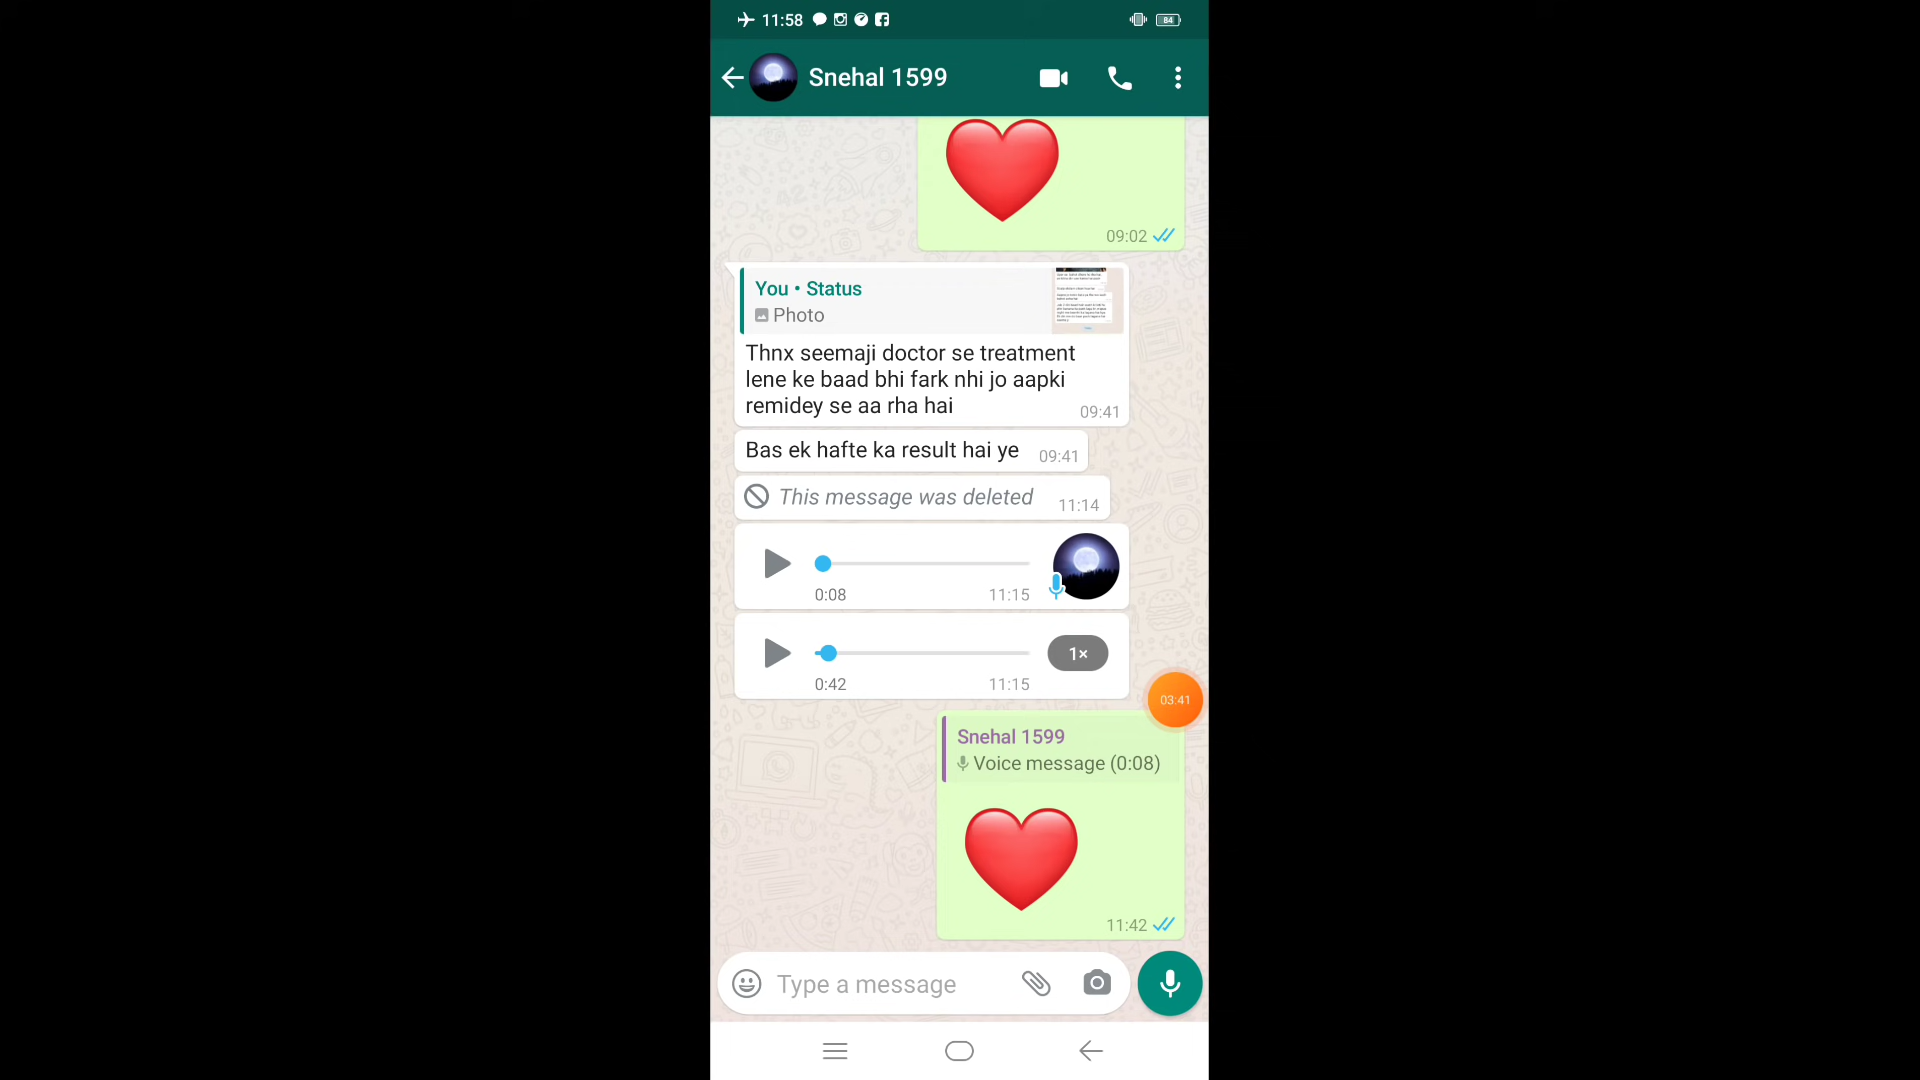 11:58
84
Snehal 1599
09:02
You • Status
Photo
Thnx seemaji doctor se treatment
lene ke baad bhi fark nhi jo aapki
remidey se aa rha hai
09:41
Bas ek hafte ka result hai ye
09:41
This message was deleted
11:14
0:08
11:15
1×
0:42
11:15
03:41
Snehal 1599
Voice message (0:08)
11:42
Type a message